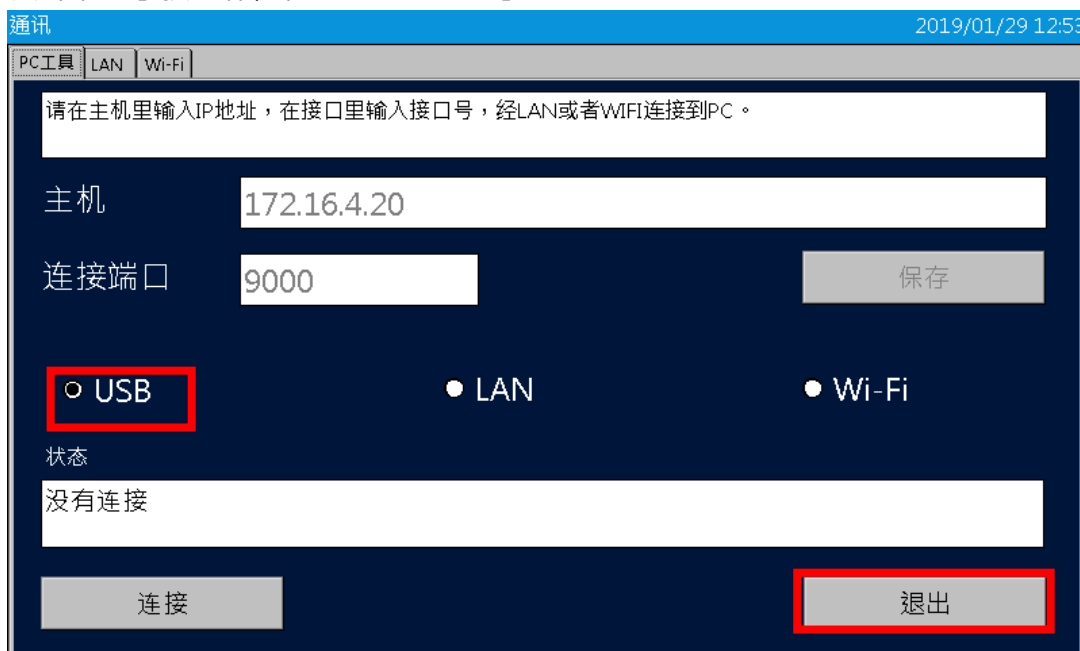 通讯
2019/01/29 12:53
PC工具 LAN Wi-Fi
请在主机里输入IP地址，在接口里输入接口号，经LAN或者WIFI连接到PC。
主机 172.16.4.20
连接端口 9000 保存
USB LAN Wi-Fi
状态
没有连接
连接 退出